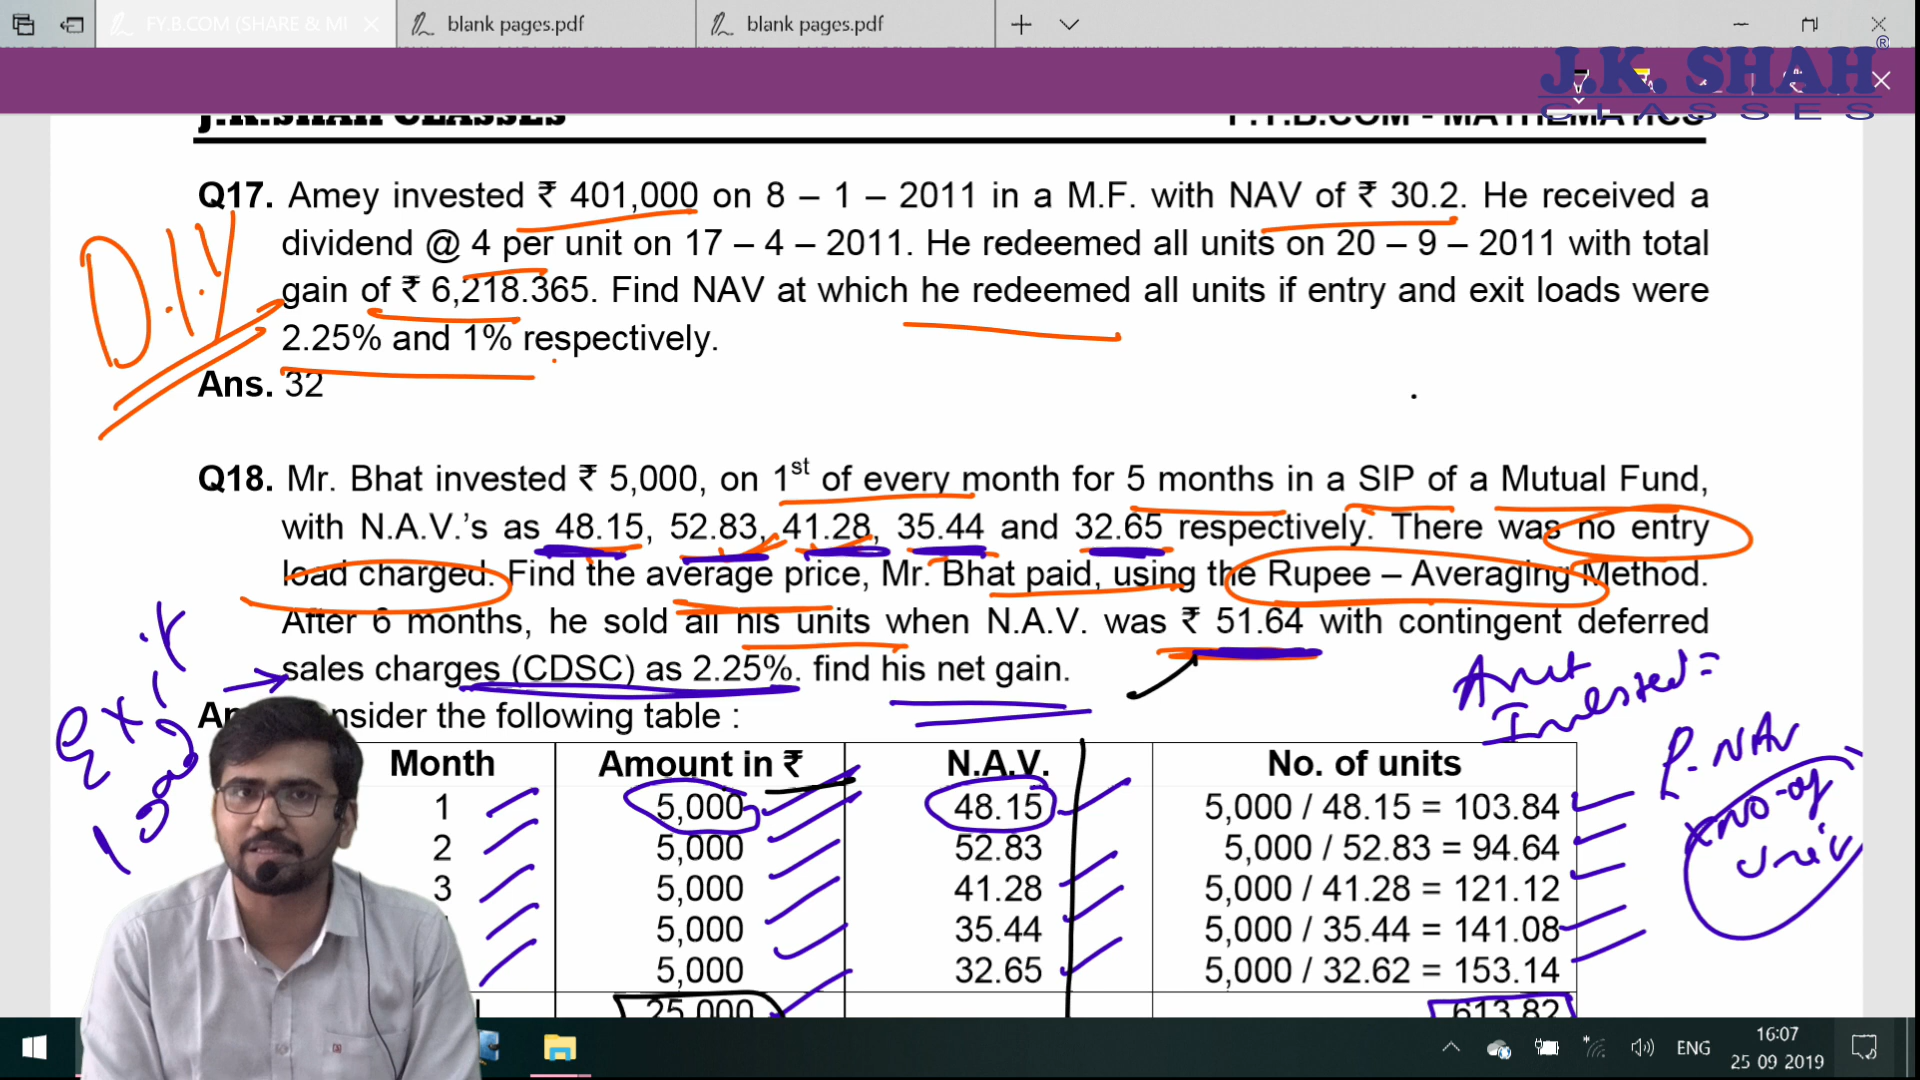 FY.B.COM (SHARE & M
blank pages.pdf
blank pages.pdf
J.K. SHAH®
CLASSES
J.K.SHAH CLASSES
F.Y.B.COM - MATHEMATICS
Q17. Amey invested ₹ 401,000 on 8 – 1 – 2011 in a M.F. with NAV of ₹ 30.2. He received a
dividend @ 4 per unit on 17 – 4 – 2011. He redeemed all units on 20 – 9 – 2011 with total
gain of ₹ 6,218.365. Find NAV at which he redeemed all units if entry and exit loads were
2.25% and 1% respectively.
Ans. 32
D.I.Y
Q18. Mr. Bhat invested ₹ 5,000, on 1st of every month for 5 months in a SIP of a Mutual Fund,
with N.A.V.'s as 48.15, 52.83, 41.28, 35.44 and 32.65 respectively. There was no entry
load charged. Find the average price, Mr. Bhat paid, using the Rupee – Averaging Method.
After 6 months, he sold all his units when N.A.V. was ₹ 51.64 with contingent deferred
sales charges (CDSC) as 2.25%. find his net gain.
Exit
load
Amt
Invested =
P. NAV
x No. of
unit
the following table :
Month Amount in ₹ N.A.V. No. of units
1 5,000 48.15 5,000 / 48.15 = 103.84
2 5,000 52.83 5,000 / 52.83 = 94.64
3 5,000 41.28 5,000 / 41.28 = 121.12
5,000 35.44 5,000 / 35.44 = 141.08
5,000 32.65 5,000 / 32.62 = 153.14
25,000 613.82
ENG
16:07
25 09 2019